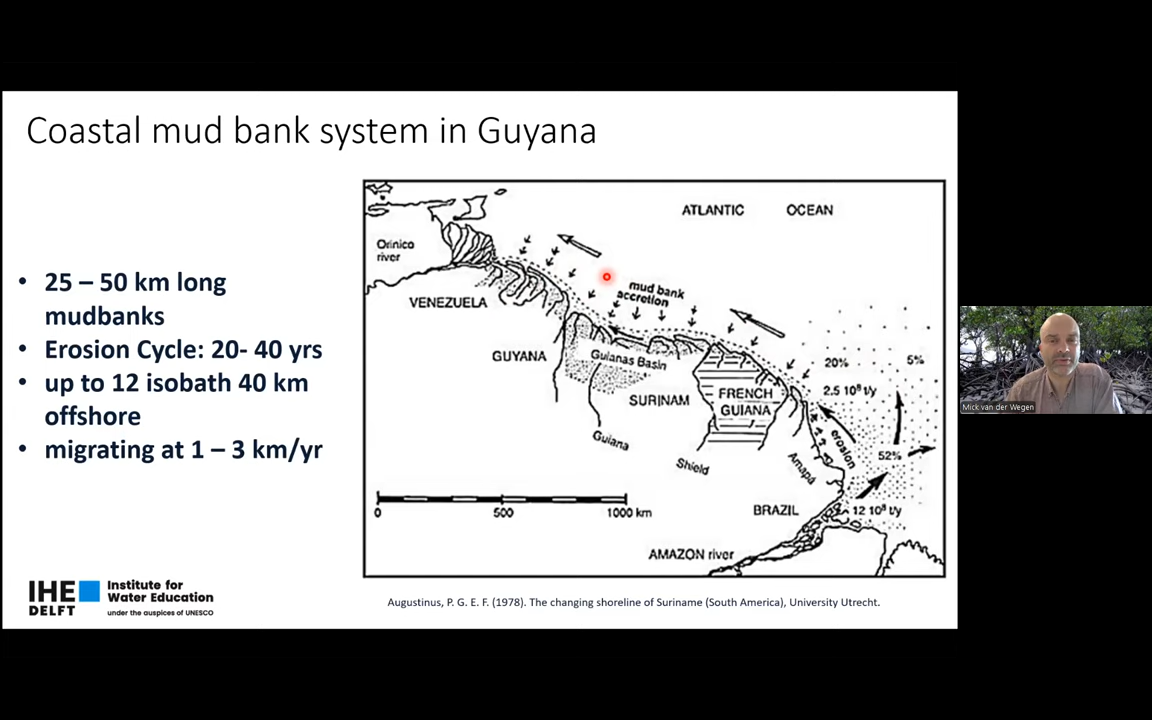 Coastal mud bank system in Guyana
• 25 – 50 km long
mudbanks
• Erosion Cycle: 20- 40 yrs
• up to 12 isobath 40 km
offshore
• migrating at 1 – 3 km/yr
ATLANTIC OCEAN
Orinico
river
VENEZUELA
mud bank
accretion
GUYANA
Guianas Basin
SURINAM
FRENCH
GUIANA
20%
5%
2.5 10⁸ t/y
erosion
52%
Guiana
Shield
Amapá
12 10⁸ t/y
BRAZIL
0 500 1000 km
AMAZON river
IHE
DELFT
Institute for
Water Education
under the auspices of UNESCO
Augustinus, P. G. E. F. (1978). The changing shoreline of Suriname (South America), University Utrecht.
Mick van der Wegen